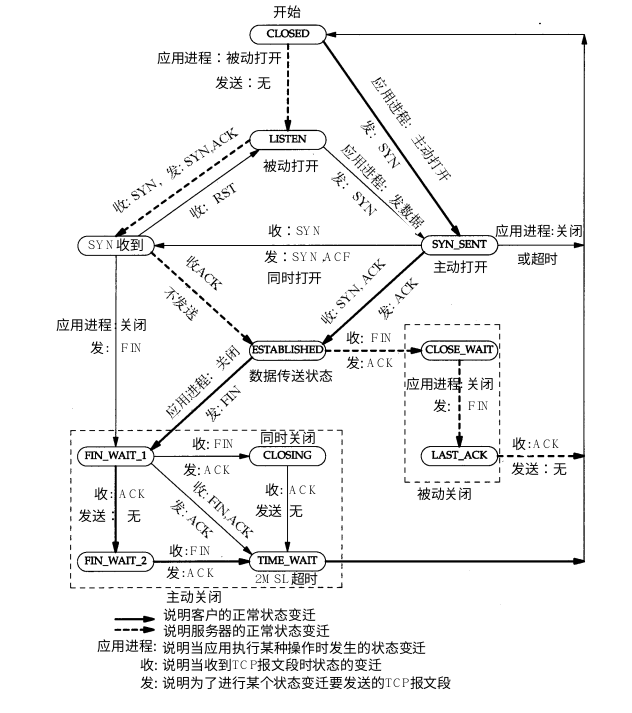 开始
CLOSED
应用进程：被动打开
发送：无
应用进程：主动打开
发：SYN
LISTEN
被动打开
收：SYN，发：SYN,ACK
收：RST
应用进程：发数据
发：SYN
SYN收到
收：SYN
发：SYN,ACF
同时打开
SYN_SENT
主动打开
应用进程:关闭
或超时
收ACK
不发送
收：SYN, ACK
发：ACK
应用进程:关闭
发：FIN
ESTABLISHED
数据传送状态
收：FIN
发:ACK
CLOSE_WAIT
应用进程:关闭
发：FIN
应用进程：关闭
发：FIN
LAST_ACK
收:ACK
发送：无
被动关闭
FIN_WAIT_1
收:FIN
发:ACK
同时关闭
CLOSING
收:ACK
发送：无
收:FIN,ACK
发：ACK
收:ACK
发送 无
FIN_WAIT_2
收:FIN
发:ACK
TIME_WAIT
2MSL超时
主动关闭
说明客户的正常状态变迁
说明服务器的正常状态变迁
应用进程: 说明当应用执行某种操作时发生的状态变迁
收: 说明当收到TCP报文段时状态的变迁
发: 说明为了进行某个状态变迁要发送的TCP报文段